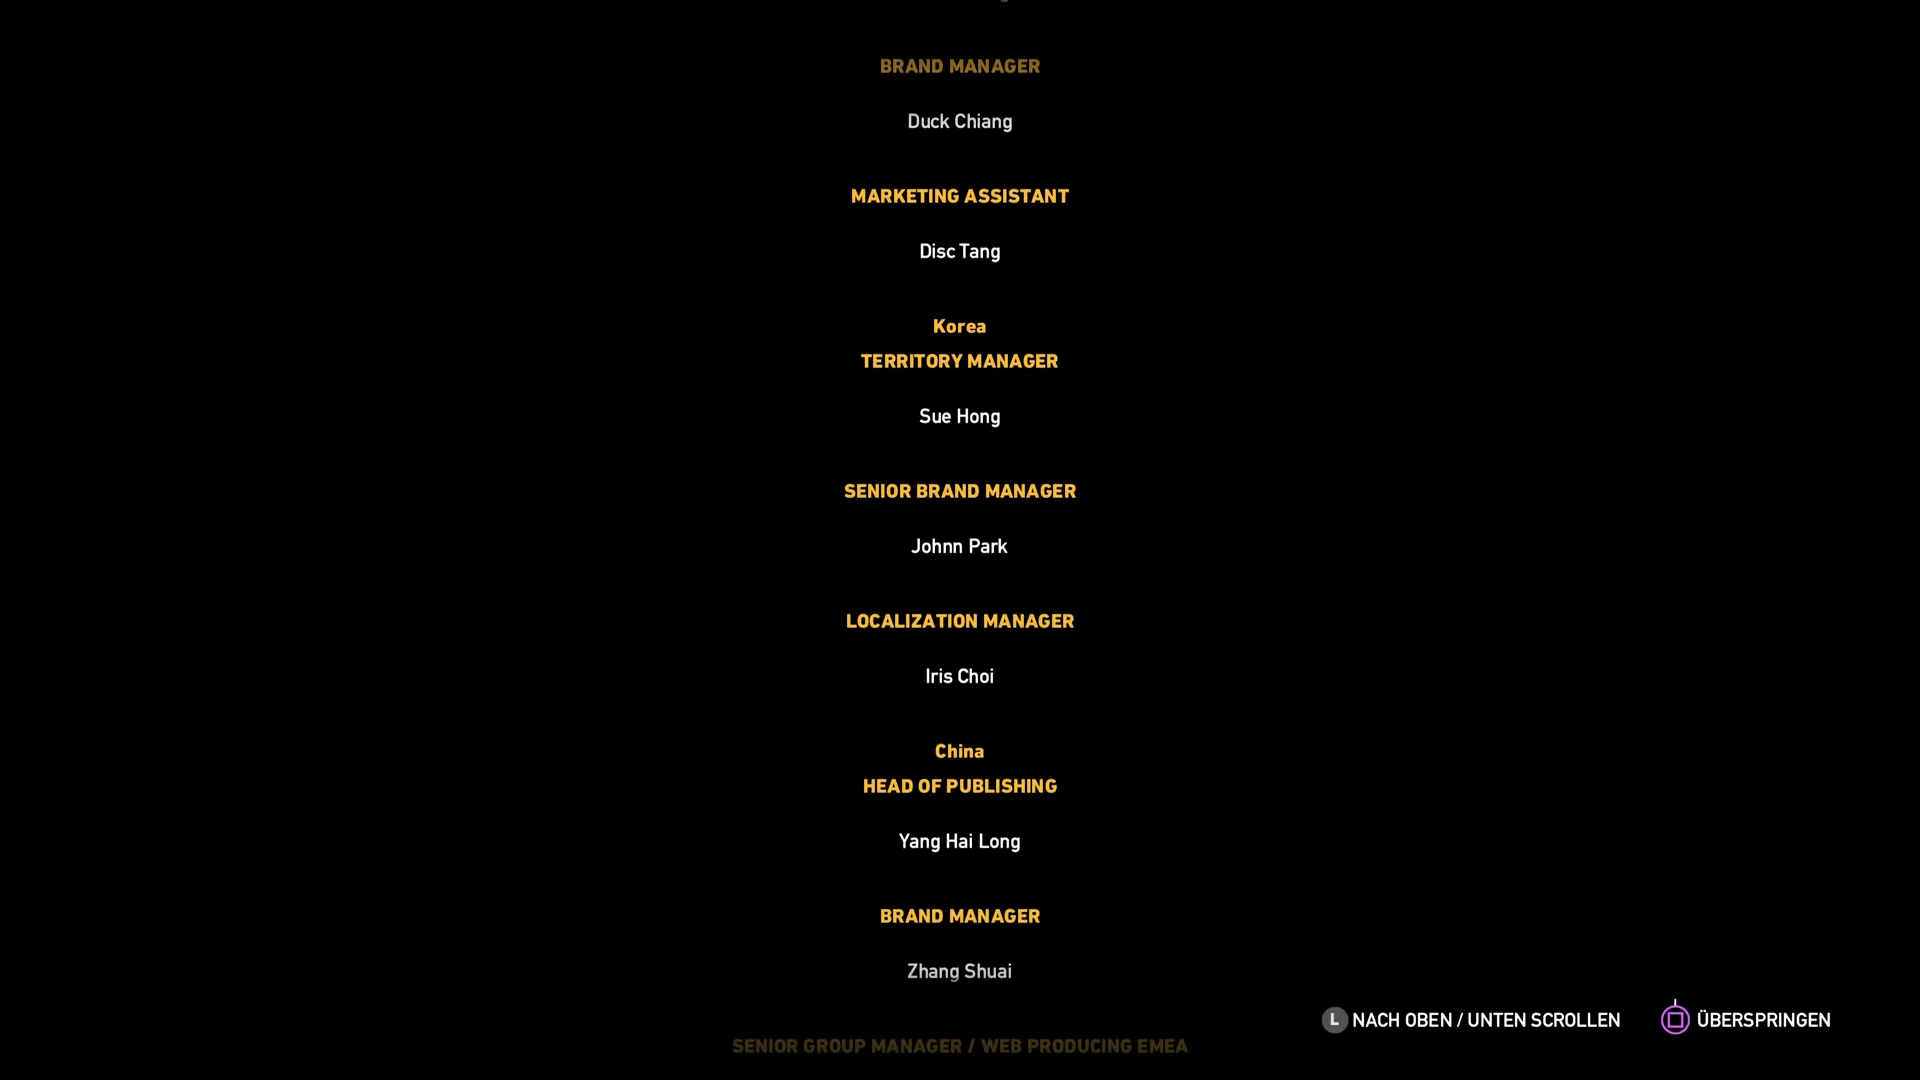 BRAND MANAGER
Duck Chiang
MARKETING ASSISTANT
Disc Tang
Korea
TERRITORY MANAGER
Sue Hong
SENIOR BRAND MANAGER
Johnn Park
LOCALIZATION MANAGER
Iris Choi
China
HEAD OF PUBLISHING
Yang Hai Long
BRAND MANAGER
Zhang Shuai
L NACH OBEN / UNTEN SCROLLEN ÜBERSPRINGEN
SENIOR GROUP MANAGER / WEB PRODUCING EMEA